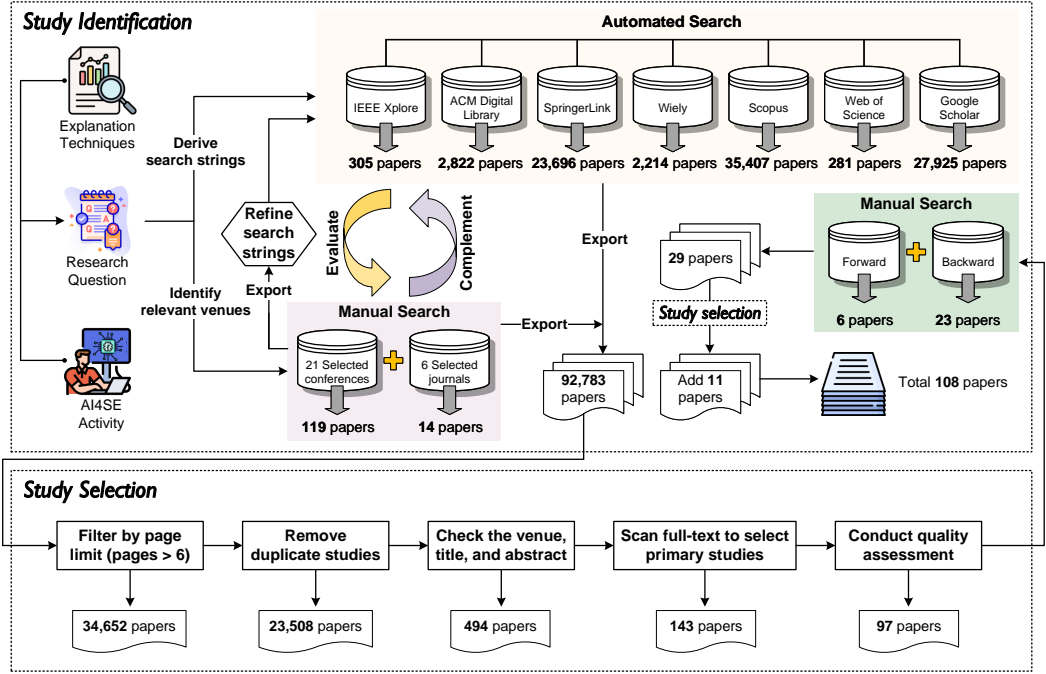 Study Identification
Explanation
Techniques
Research
Question
AI4SE
Activity
Derive
search strings
Identify
relevant venues
Refine
search
strings
Export
Automated Search
IEEE Xplore
305 papers
ACM Digital
Library
2,822 papers
SpringerLink
23,696 papers
Wiely
2,214 papers
Scopus
35,407 papers
Web of
Science
281 papers
Google
Scholar
27,925 papers
Evaluate
Complement
Manual Search
21 Selected
conferences
119 papers
6 Selected
journals
14 papers
Export
Export
92,783
papers
Manual Search
Forward
6 papers
Backward
23 papers
29 papers
Study selection
Add 11
papers
Total 108 papers
Study Selection
Filter by page
limit (pages > 6)
34,652 papers
Remove
duplicate studies
23,508 papers
Check the venue,
title, and abstract
494 papers
Scan full-text to select
primary studies
143 papers
Conduct quality
assessment
97 papers